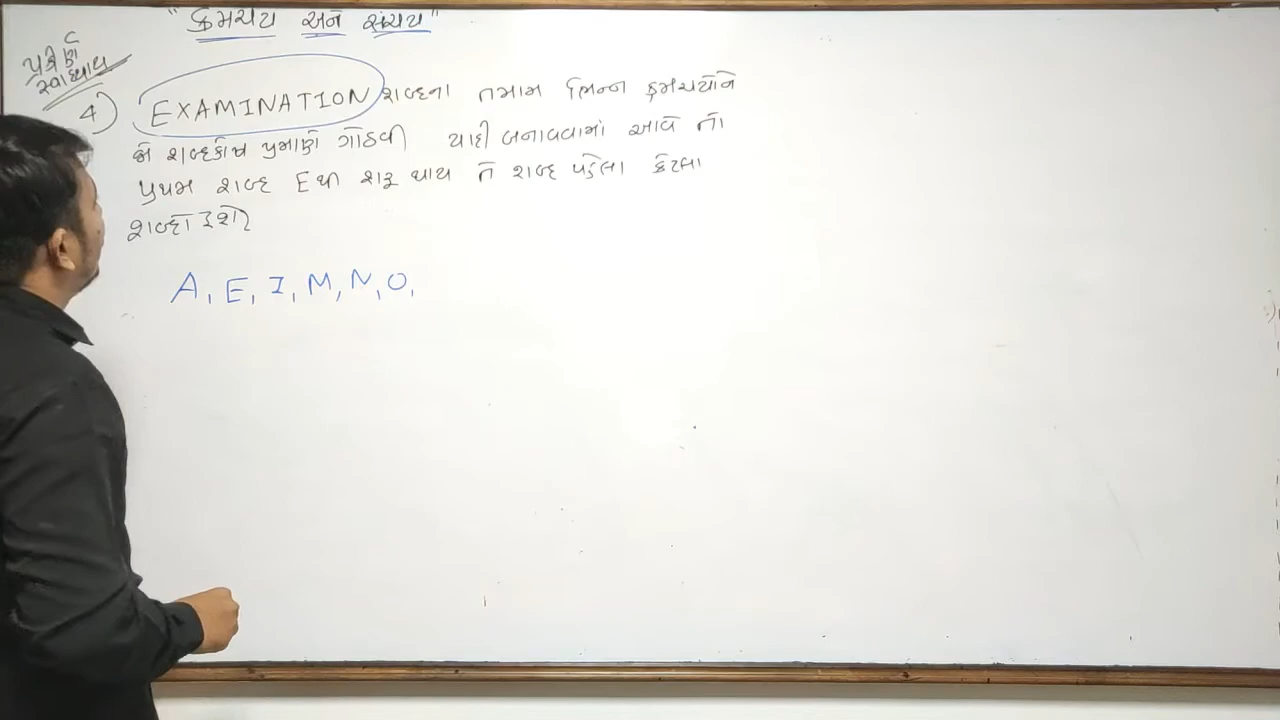 "ક્રમચય અને સંચય"
પ્રકીર્ણ
સ્વાધ્યાય
4) EXAMINATION શબ્દના તમામ ભિન્ન ક્રમચયોને
જો શબ્દકોષ પ્રમાણે ગોઠવી યાદી બનાવવામાં આવે તો
પ્રથમ શબ્દ E થી શરૂ થાય તે શબ્દ પહેલા કેટલા
શબ્દો હશે?
A, E, I, M, N, O,